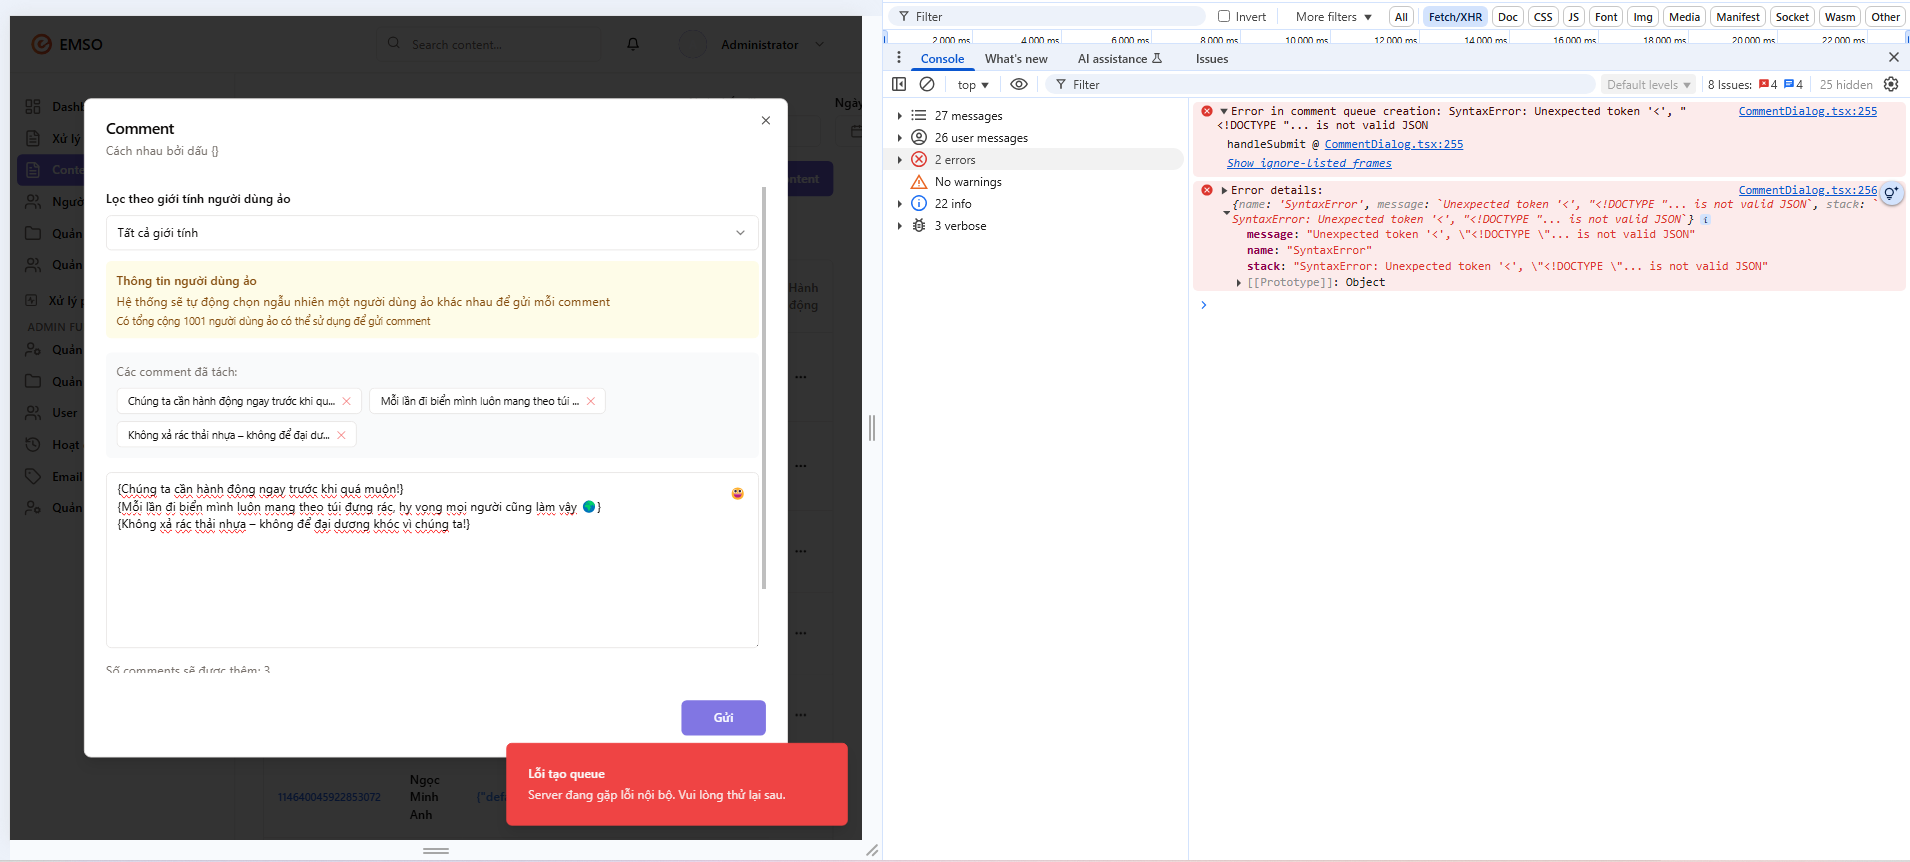 EMSO
Search content...
Administrator
Dashb
Xử lý
Conte
Ngườ
Quản
Quản
Xử lý p
ADMIN FU
Quản
Quản
User
Hoạt
Email
Quản
Ngày
ntent
Hành
động
Comment
Cách nhau bởi dấu {}
Lọc theo giới tính người dùng ảo
Tất cả giới tính
Thông tin người dùng ảo
Hệ thống sẽ tự động chọn ngẫu nhiên một người dùng ảo khác nhau để gửi mỗi comment
Có tổng cộng 1001 người dùng ảo có thể sử dụng để gửi comment
Các comment đã tách:
Chúng ta cần hành động ngay trước khi qu...
Mỗi lần đi biển mình luôn mang theo túi ...
Không xả rác thải nhựa – không để đại dư...
{Chúng ta cần hành động ngay trước khi quá muộn!}
{Mỗi lần đi biển mình luôn mang theo túi đựng rác, hy vọng mọi người cũng làm vậy 🌍}
{Không xả rác thải nhựa – không để đại dương khóc vì chúng ta!}
Số comments sẽ được thêm: 3
Gửi
Lỗi tạo queue
Server đang gặp lỗi nội bộ. Vui lòng thử lại sau.
114640045922853072
Ngọc
Minh
Anh
{"defa
Filter
Invert
More filters
All
Fetch/XHR
Doc
CSS
JS
Font
Img
Media
Manifest
Socket
Wasm
Other
2,000 ms
4,000 ms
6,000 ms
8,000 ms
10,000 ms
12,000 ms
14,000 ms
16,000 ms
18,000 ms
20,000 ms
22,000 ms
Console
What's new
AI assistance
Issues
top
Filter
Default levels
8 Issues:
4
4
25 hidden
27 messages
26 user messages
2 errors
No warnings
22 info
3 verbose
Error in comment queue creation: SyntaxError: Unexpected token '<', "
CommentDialog.tsx:255
<!DOCTYPE "... is not valid JSON
handleSubmit @ CommentDialog.tsx:255
Show ignore-listed frames
Error details:
CommentDialog.tsx:256
{name: 'SyntaxError', message: `Unexpected token '<', "<!DOCTYPE "... is not valid JSON`, stack: `
SyntaxError: Unexpected token '<', "<!DOCTYPE "... is not valid JSON`}
message: "Unexpected token '<', \"<!DOCTYPE \"... is not valid JSON"
name: "SyntaxError"
stack: "SyntaxError: Unexpected token '<', \"<!DOCTYPE \"... is not valid JSON"
[[Prototype]]: Object